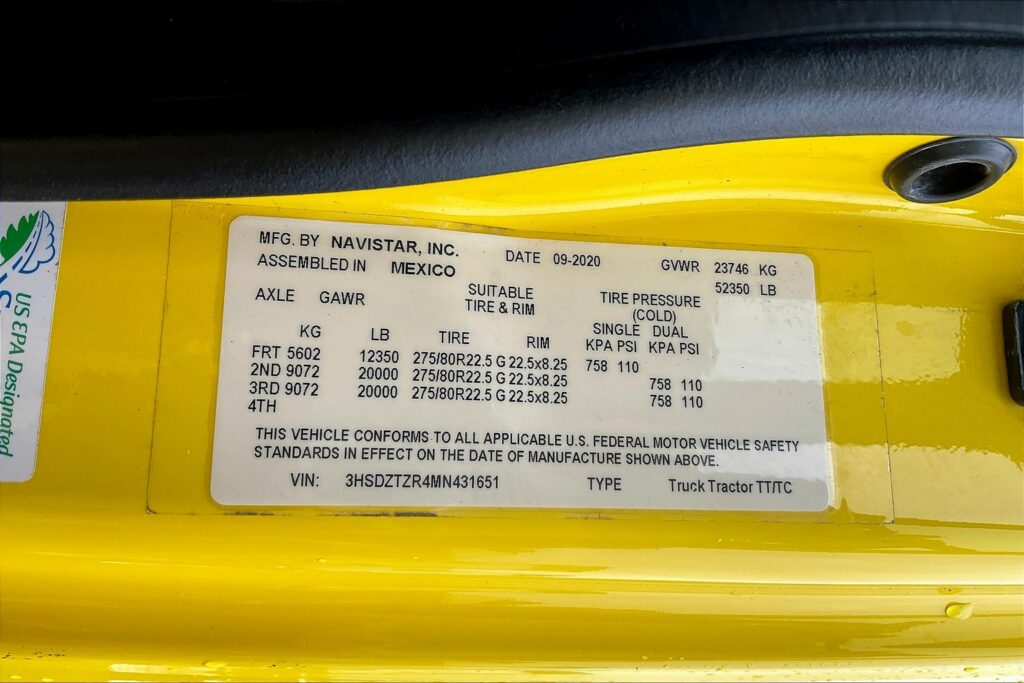 MFG. BY NAVISTAR, INC. DATE 09-2020 GVWR 23746 KG
ASSEMBLED IN MEXICO 52350 LB
AXLE GAWR SUITABLE TIRE & RIM TIRE PRESSURE (COLD)
SINGLE DUAL
KG LB TIRE RIM KPA PSI KPA PSI
FRT 5602 12350 275/80R22.5 G 22.5x8.25 758 110
2ND 9072 20000 275/80R22.5 G 22.5x8.25 758 110
3RD 9072 20000 275/80R22.5 G 22.5x8.25 758 110
4TH
THIS VEHICLE CONFORMS TO ALL APPLICABLE U.S. FEDERAL MOTOR VEHICLE SAFETY
STANDARDS IN EFFECT ON THE DATE OF MANUFACTURE SHOWN ABOVE.
VIN: 3HSDZTZR4MN431651 TYPE Truck Tractor TT/TC
US EPA Designated